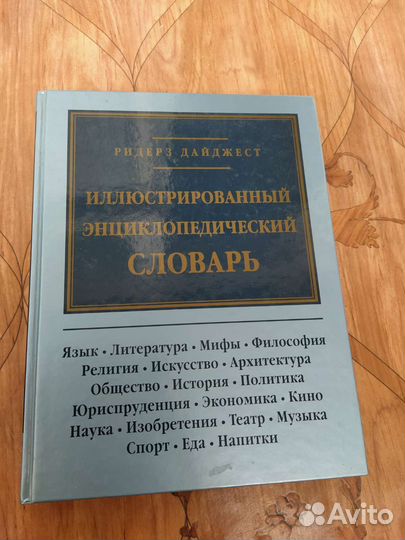 РИДЕРЗ ДАЙДЖЕСТ
ИЛЛЮСТРИРОВАННЫЙ
ЭНЦИКЛОПЕДИЧЕСКИЙ
СЛОВАРЬ
Язык • Литература • Мифы • Философия
Религия • Искусство • Архитектура
Общество • История • Политика
Юриспруденция • Экономика • Кино
Наука • Изобретения • Театр • Музыка
Спорт • Еда • Напитки
Avito